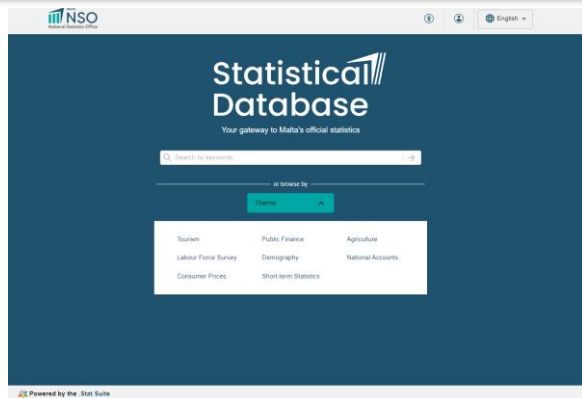 NSO
National Statistics Office
English
Statistical
Database
Your gateway to Malta's official statistics
Search by keywords
or browse by
Theme
Tourism Public Finance Agriculture
Labour Force Survey Demography National Accounts
Consumer Prices Short-term Statistics
Powered by the .Stat Suite